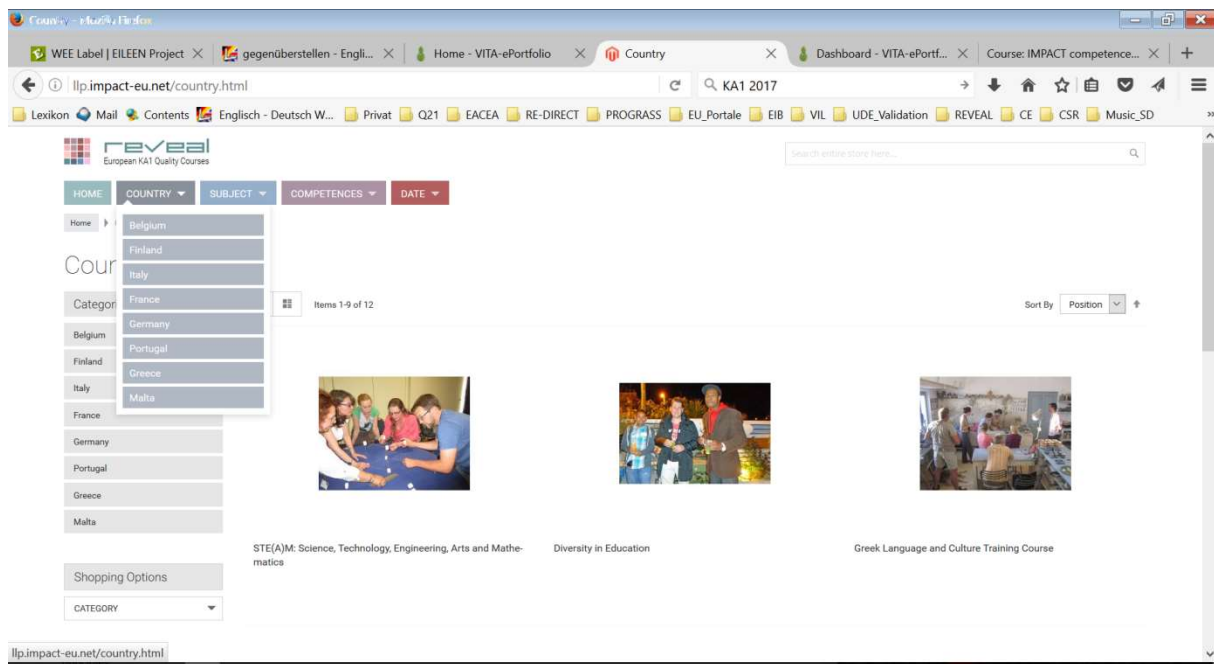 Country - Mozilla Firefox
WEE Label | EILEEN Project
gegenüberstellen - Engli...
Home - VITA-ePortfolio
Country
Dashboard - VITA-ePortf...
Course: IMPACT competence...
llp.impact-eu.net/country.html
KA1 2017
Lexikon Mail Contents Englisch - Deutsch W... Privat Q21 EACEA RE-DIRECT PROGRASS EU_Portale EIB VIL UDE_Validation REVEAL CE CSR Music_SD
reveal
European KA1 Quality Courses
Search entire store here...
HOME COUNTRY SUBJECT COMPETENCES DATE
Home
Belgium
Finland
Italy
France
Germany
Portugal
Greece
Malta
Cour
Categor
Items 1-9 of 12
Sort By Position
Belgium
Finland
Italy
France
Germany
Portugal
Greece
Malta
STE(A)M: Science, Technology, Engineering, Arts and Mathe-
matics
Diversity in Education
Greek Language and Culture Training Course
Shopping Options
CATEGORY
llp.impact-eu.net/country.html